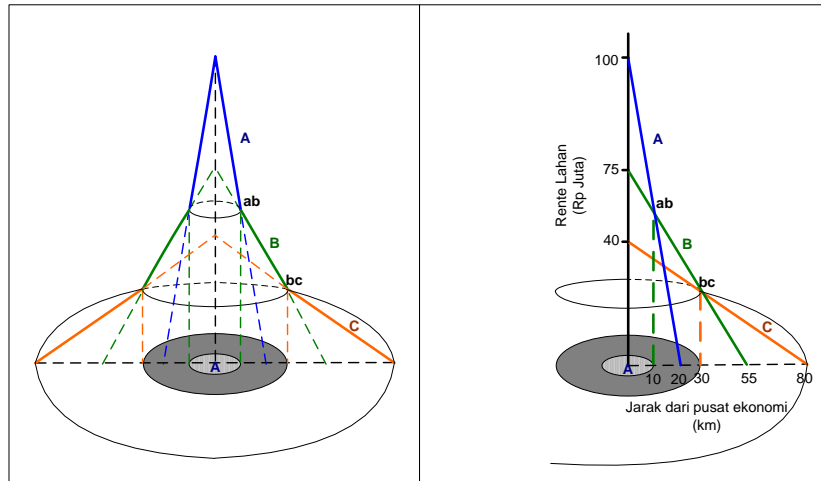 A
ab
B
bc
C
A
Rente Lahan
(Rp Juta)
100
75
40
A
ab
B
bc
C
A
10 20 30 55 80
Jarak dari pusat ekonomi
(km)